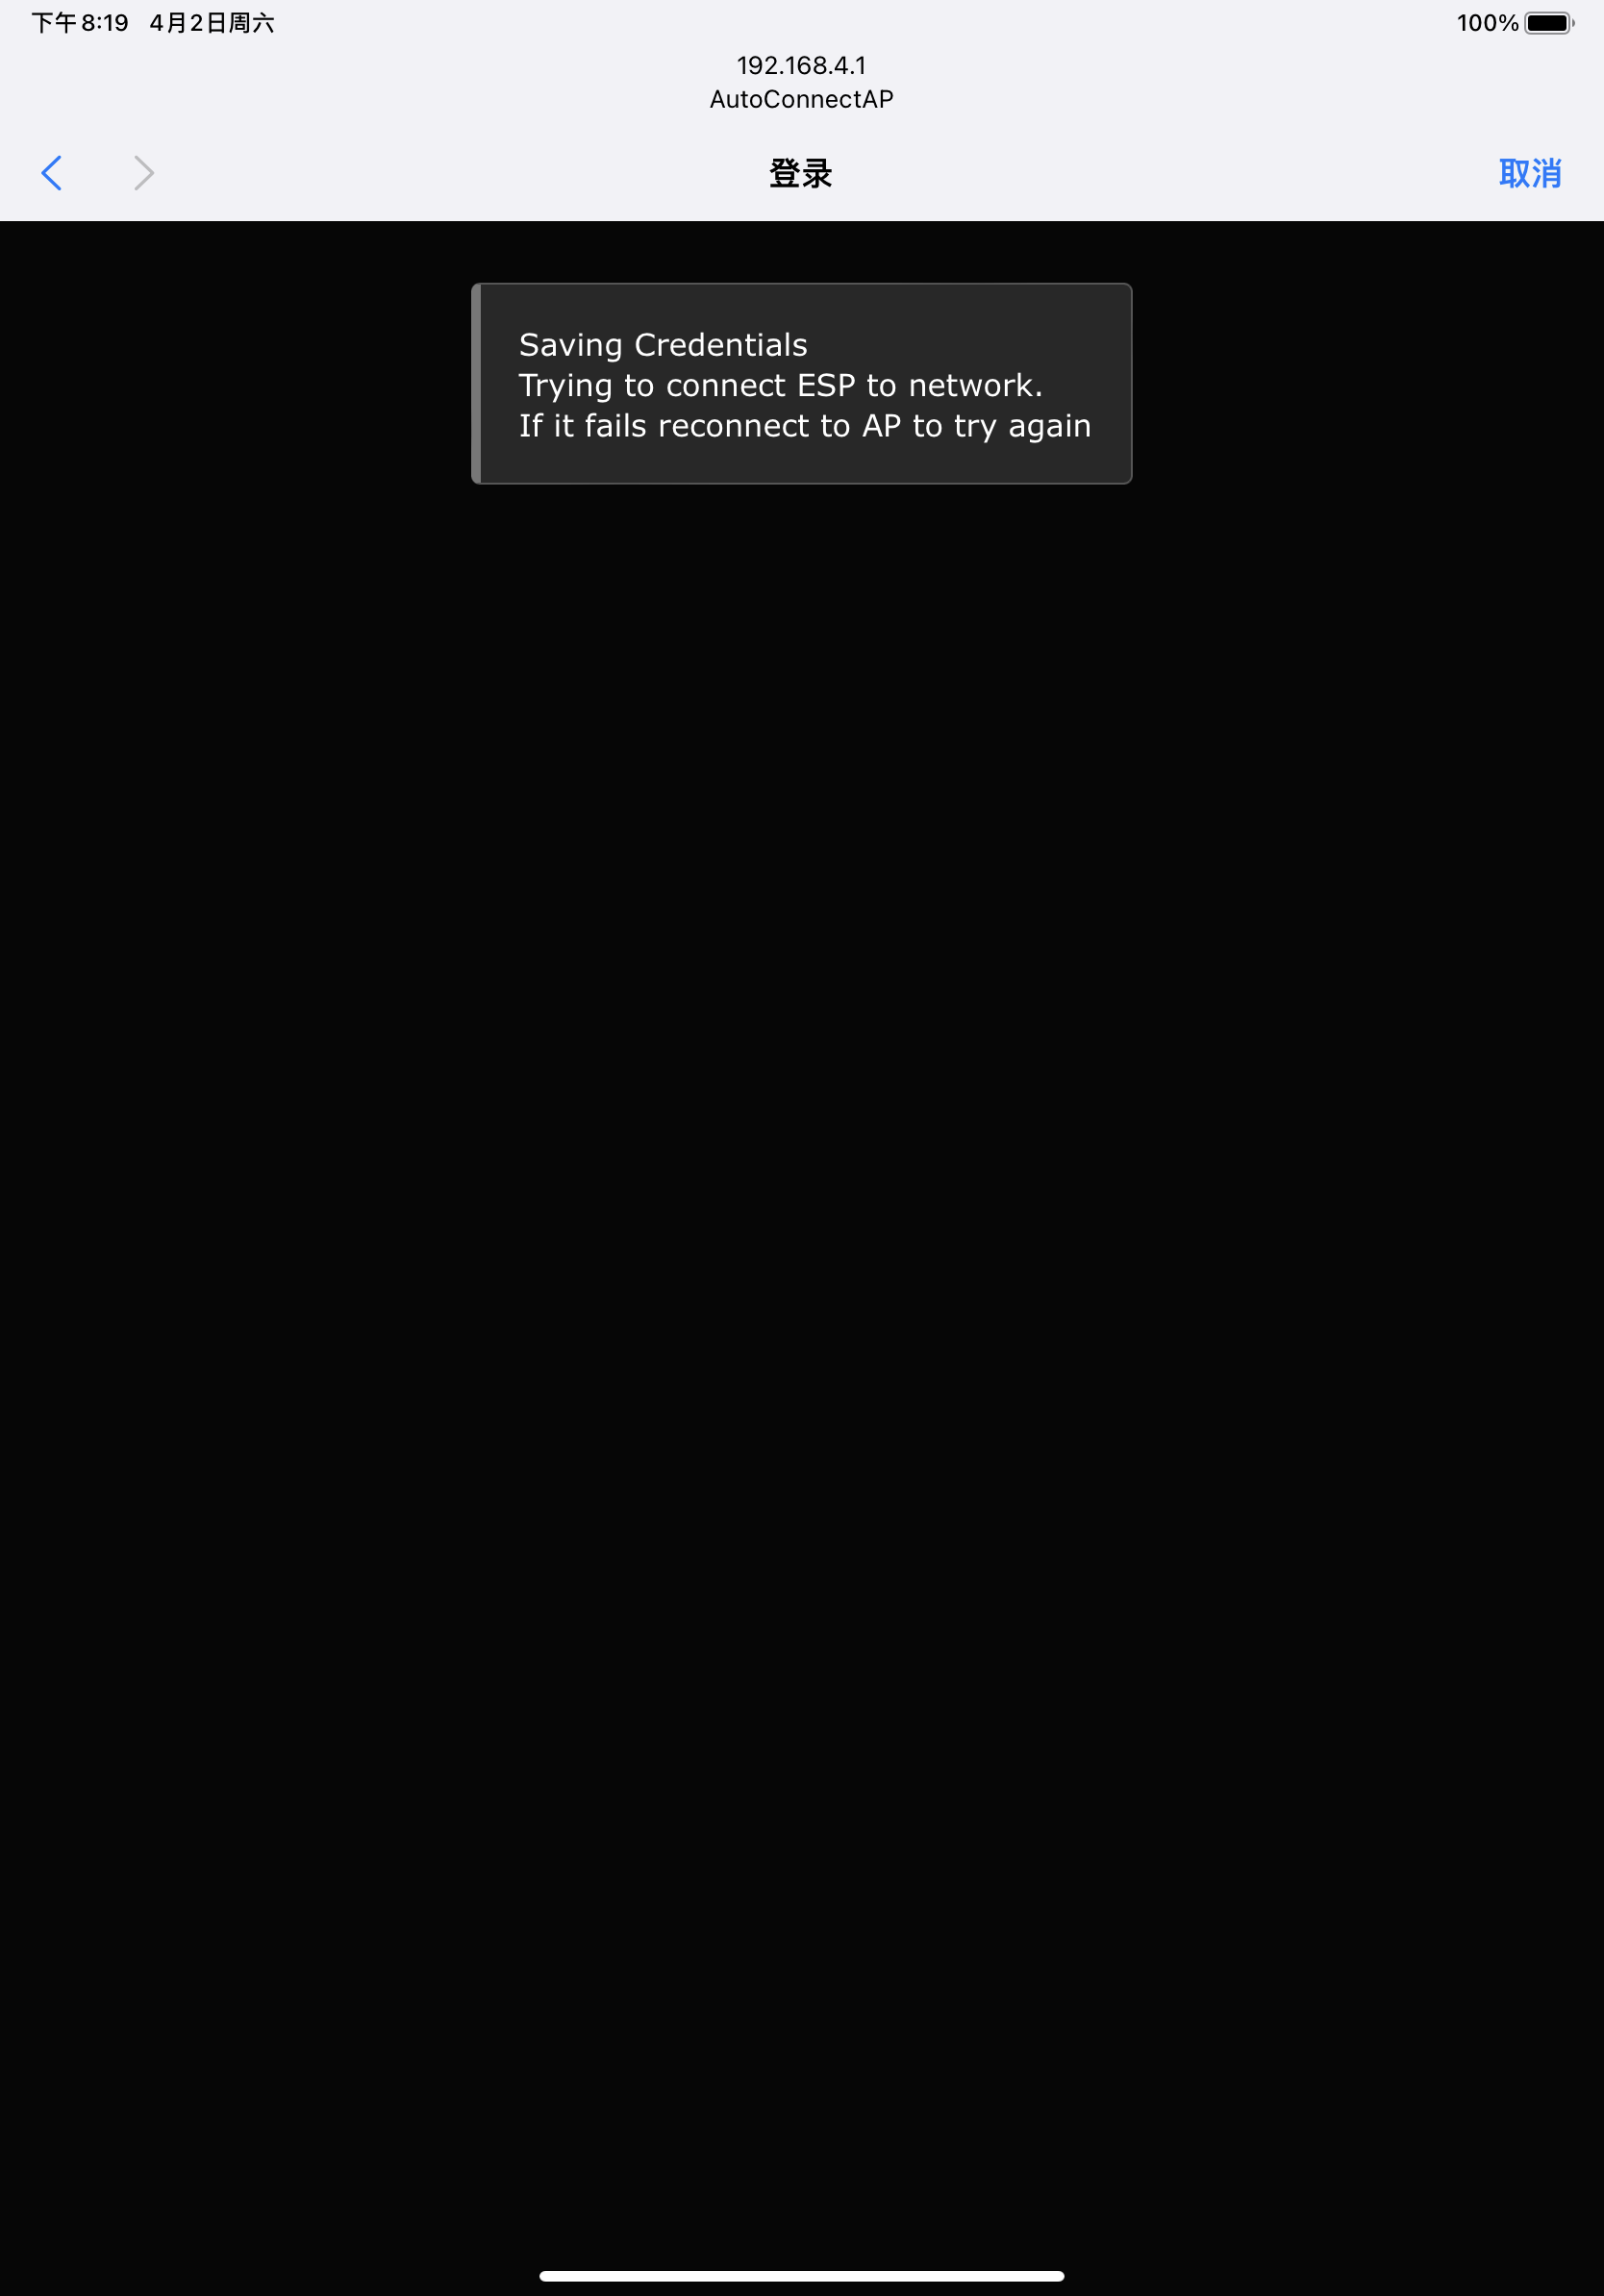 下午8:19 4月2日周六 100%
192.168.4.1
AutoConnectAP
登录 取消
Saving Credentials
Trying to connect ESP to network.
If it fails reconnect to AP to try again